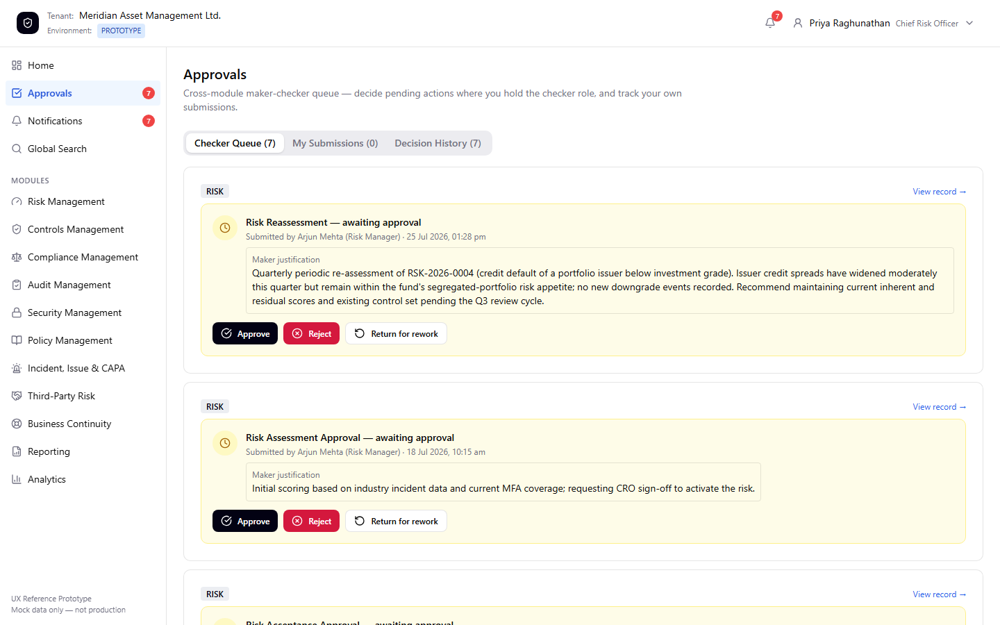 Tenant: Meridian Asset Management Ltd.
Environment: PROTOTYPE
7
Priya Raghunathan Chief Risk Officer
Home
Approvals 7
Notifications 7
Global Search
MODULES
Risk Management
Controls Management
Compliance Management
Audit Management
Security Management
Policy Management
Incident, Issue & CAPA
Third-Party Risk
Business Continuity
Reporting
Analytics
UX Reference Prototype
Mock data only — not production
Approvals
Cross-module maker-checker queue — decide pending actions where you hold the checker role, and track your own
submissions.
Checker Queue (7) My Submissions (0) Decision History (7)
RISK View record →
Risk Reassessment — awaiting approval
Submitted by Arjun Mehta (Risk Manager) · 25 Jul 2026, 01:28 pm
Maker justification
Quarterly periodic re-assessment of RSK-2026-0004 (credit default of a portfolio issuer below investment grade). Issuer credit spreads have widened moderately
this quarter but remain within the fund's segregated-portfolio risk appetite; no new downgrade events recorded. Recommend maintaining current inherent and
residual scores and existing control set pending the Q3 review cycle.
Approve Reject Return for rework
RISK View record →
Risk Assessment Approval — awaiting approval
Submitted by Arjun Mehta (Risk Manager) · 18 Jul 2026, 10:15 am
Maker justification
Initial scoring based on industry incident data and current MFA coverage; requesting CRO sign-off to activate the risk.
Approve Reject Return for rework
RISK View record →
Risk Acceptance Approval — awaiting approval